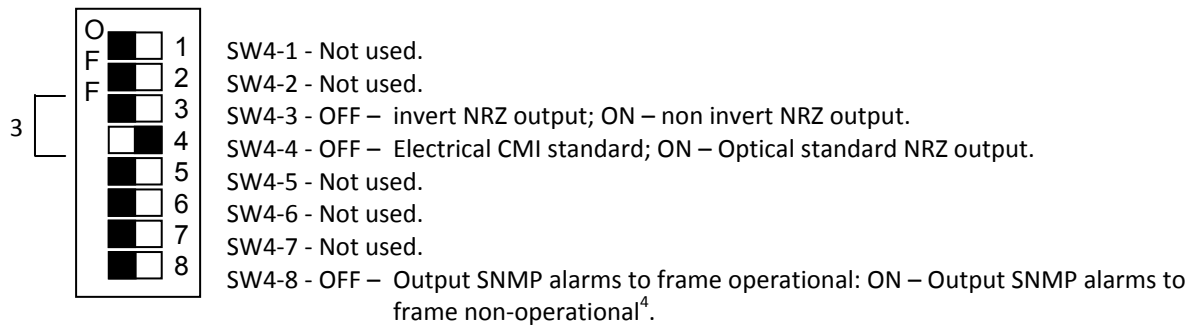 OFF
1 SW4-1 - Not used.
2 SW4-2 - Not used.
3 SW4-3 - OFF – invert NRZ output; ON – non invert NRZ output.
3
4 SW4-4 - OFF – Electrical CMI standard; ON – Optical standard NRZ output.
5 SW4-5 - Not used.
6 SW4-6 - Not used.
7 SW4-7 - Not used.
8 SW4-8 - OFF – Output SNMP alarms to frame operational: ON – Output SNMP alarms to
frame non-operational⁴.